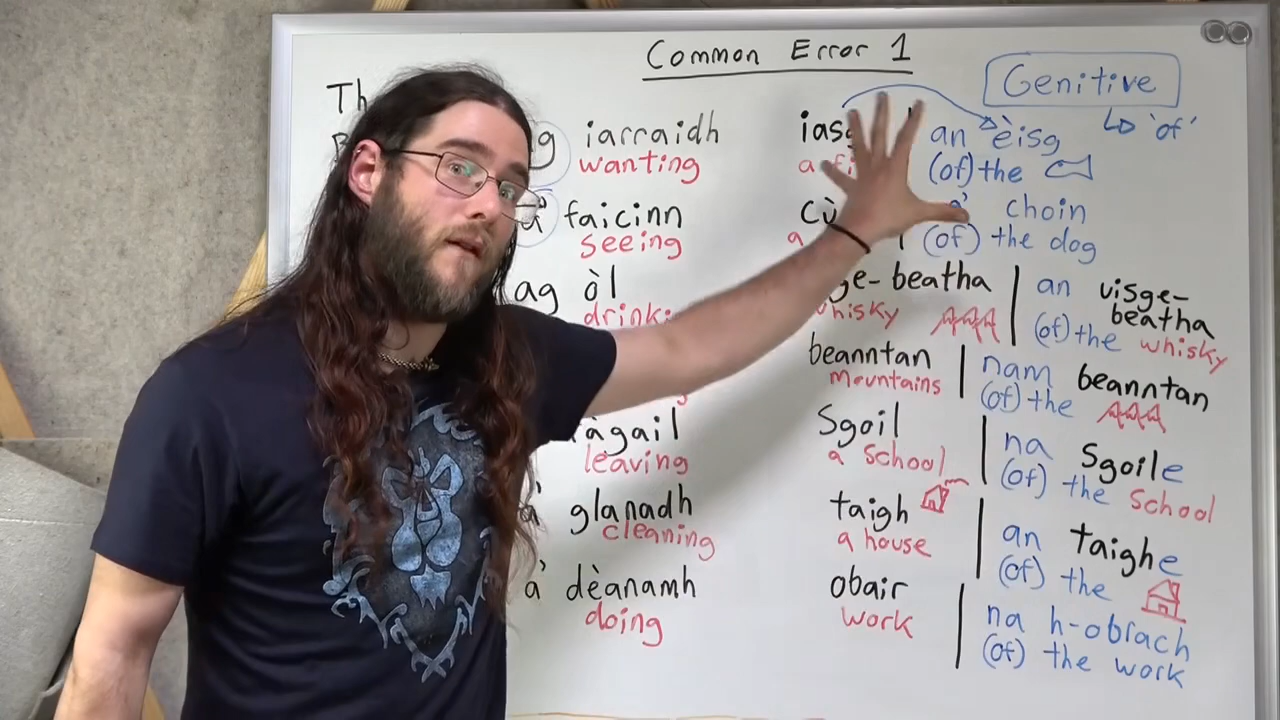 Common Error 1
Genitive
↳ 'of'
iarraidh
an èisg
wanting
(of) the
faicinn
a' choin
seeing
(of) the dog
ag òl
beatha
an uisge-
beatha
whisky
(of) the whisky
beanntan
nam beanntan
mountains
(of) the
leaving
Sgoil
na Sgoile
a School
(of) the School
a' glanadh
taigh
an taighe
cleaning
a house
(of) the
a' dèanamh
obair
na h-obrach
doing
work
(of) the work